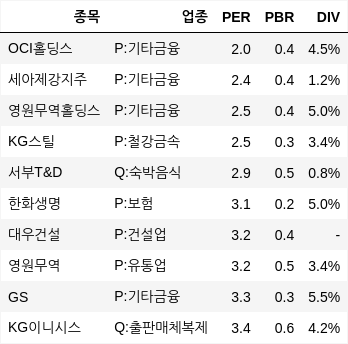 종목 업종 PER PBR DIV
OCI홀딩스 P:기타금융 2.0 0.4 4.5%
세아제강지주 P:기타금융 2.4 0.4 1.2%
영원무역홀딩스 P:기타금융 2.5 0.4 5.0%
KG스틸 P:철강금속 2.5 0.3 3.4%
서부T&D Q:숙박음식 2.9 0.5 0.8%
한화생명 P:보험 3.1 0.2 5.0%
대우건설 P:건설업 3.2 0.4 -
영원무역 P:유통업 3.2 0.5 3.4%
GS P:기타금융 3.3 0.3 5.5%
KG이니시스 Q:출판매체복제 3.4 0.6 4.2%